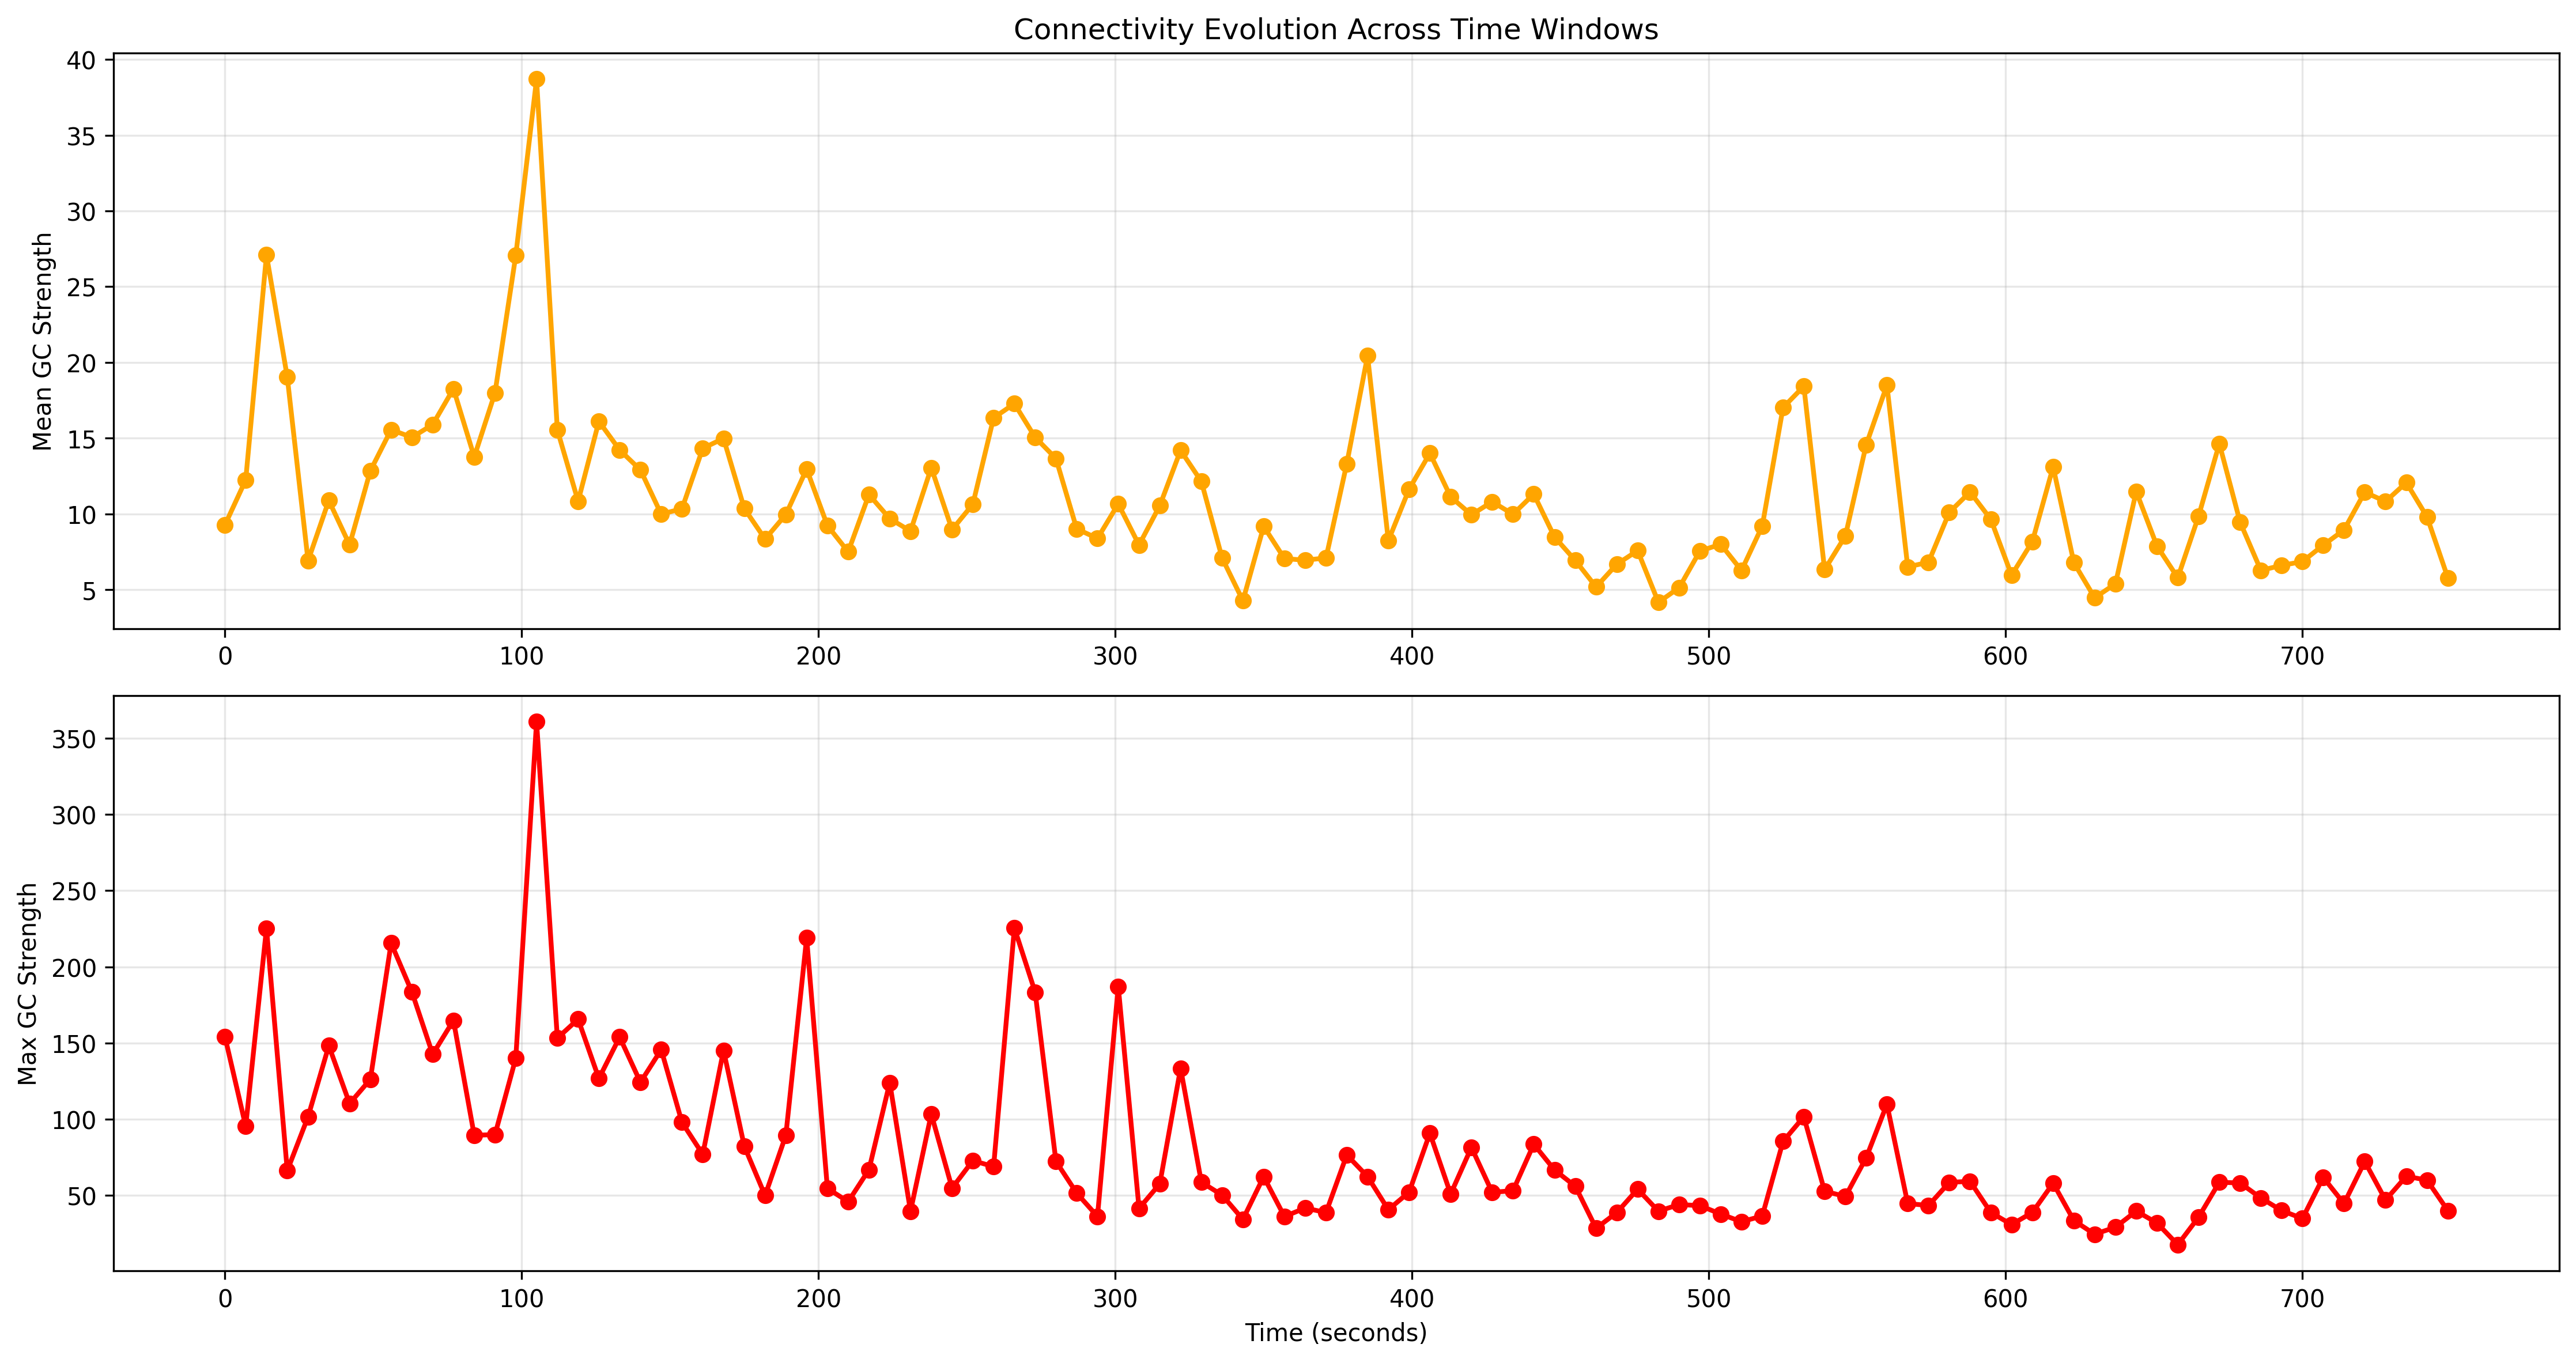 Connectivity Evolution Across Time Windows
Mean GC Strength
40
35
30
25
20
15
10
5
0 100 200 300 400 500 600 700
Max GC Strength
350
300
250
200
150
100
50
0 100 200 300 400 500 600 700
Time (seconds)